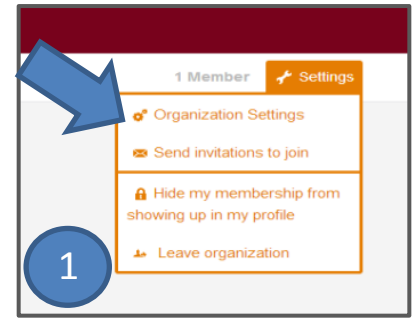 1 Member Settings
Organization Settings
Send invitations to join
Hide my membership from
showing up in my profile
Leave organization
1